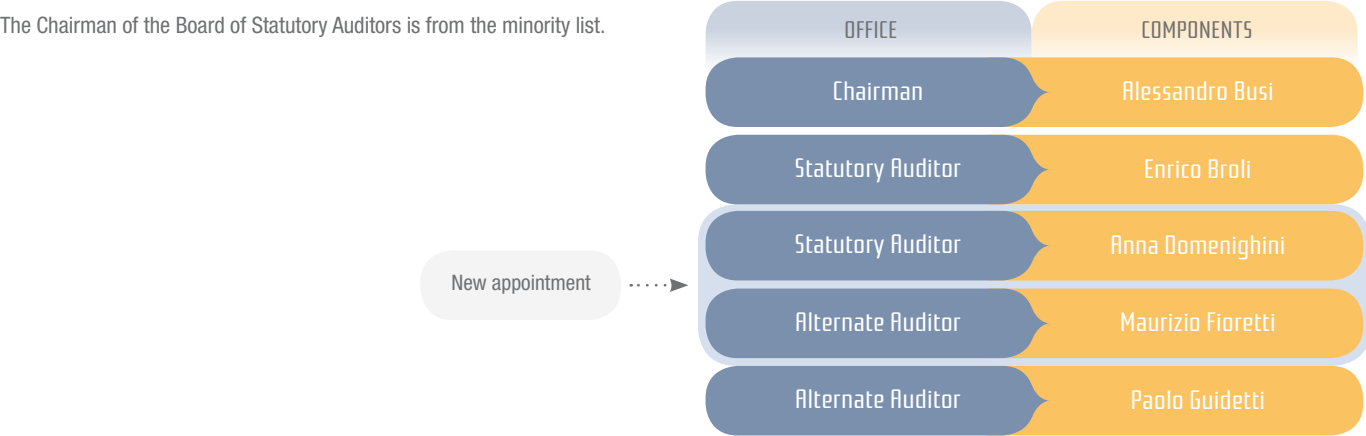 The Chairman of the Board of Statutory Auditors is from the minority list.
OFFICE COMPONENTS
Chairman Alessandro Busi
Statutory Auditor Enrico Broli
Statutory Auditor Anna Domenighini
New appointment
Alternate Auditor Maurizio Fioretti
Alternate Auditor Paolo Guidetti